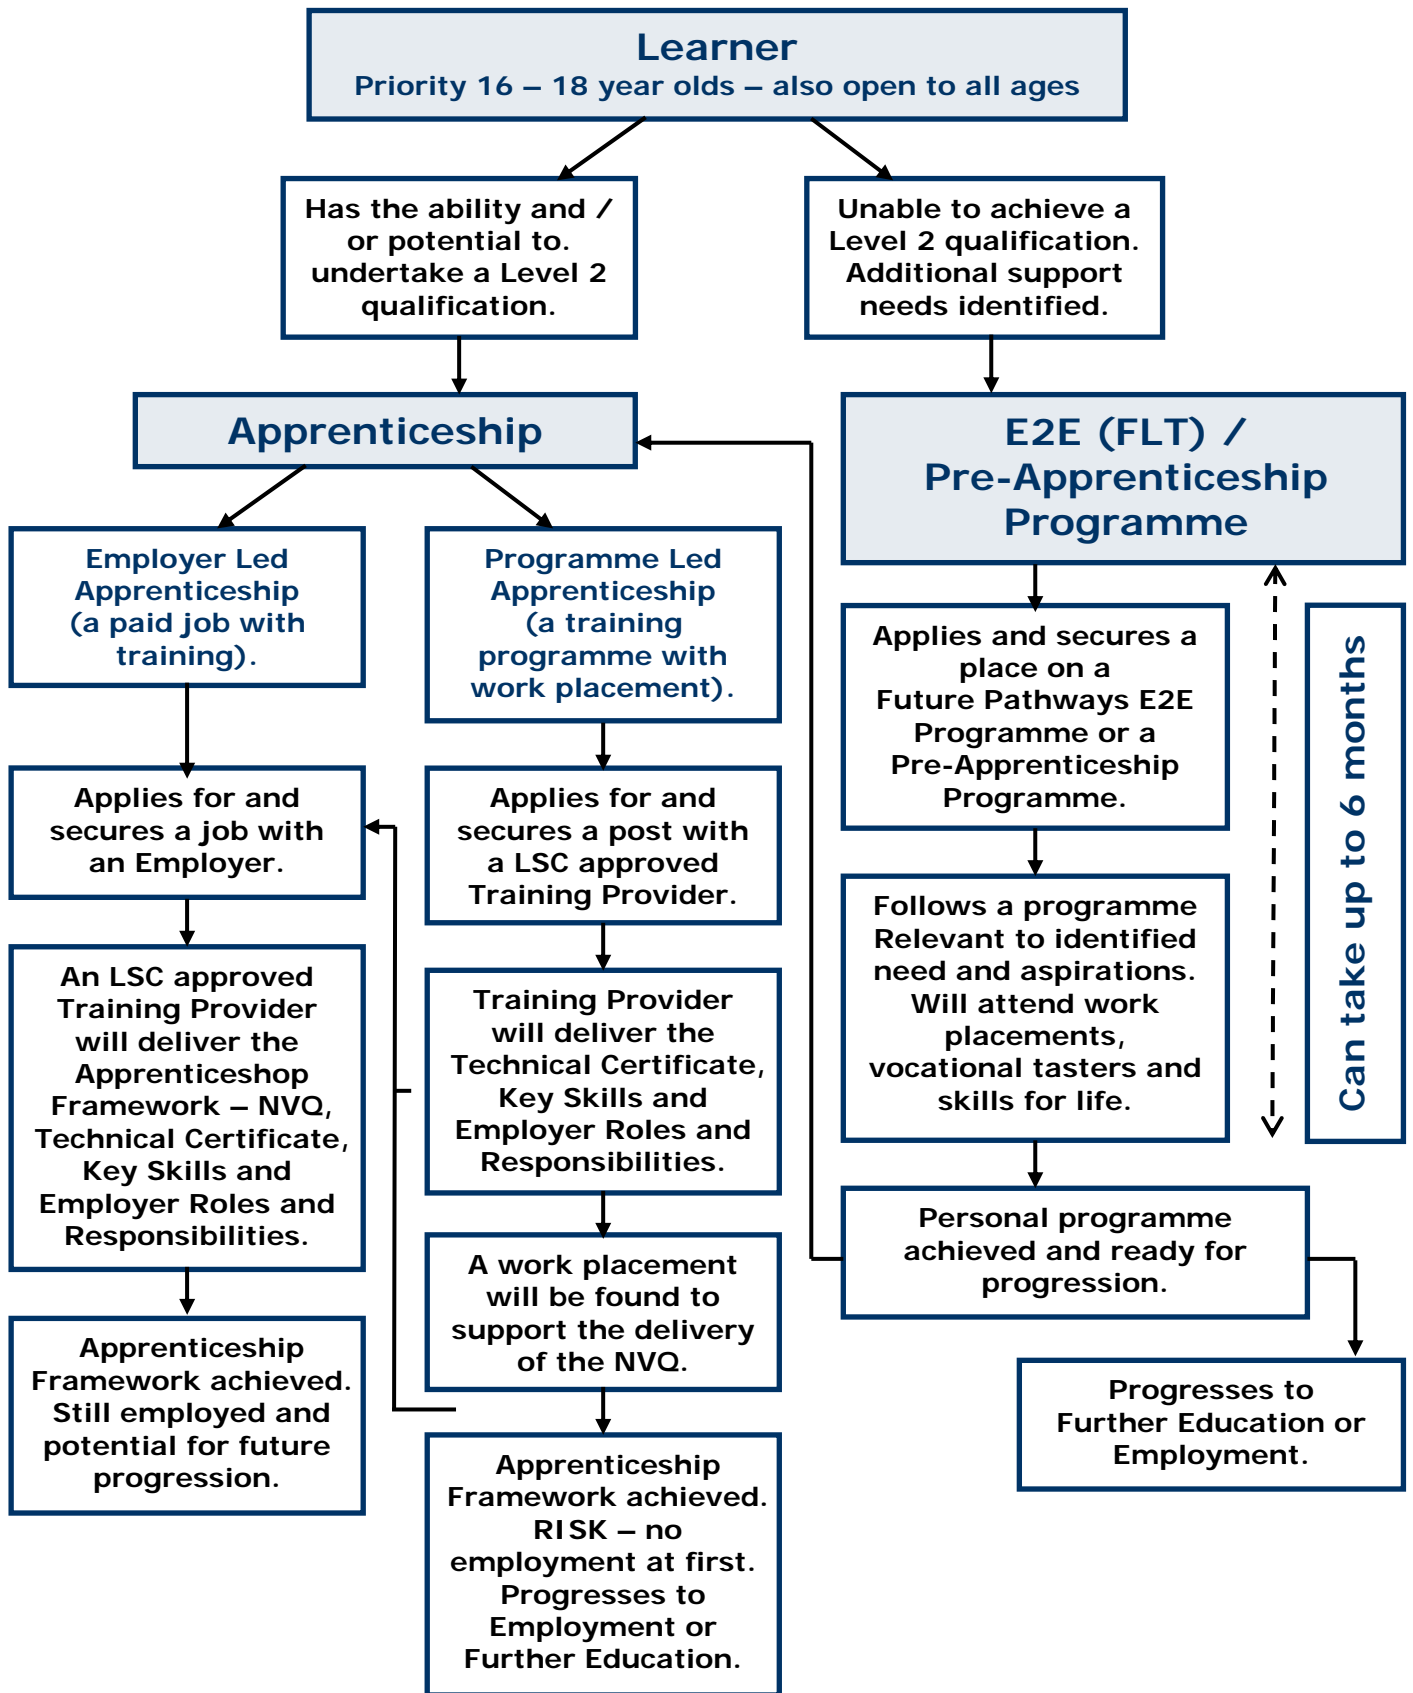 Learner
Priority 16 – 18 year olds – also open to all ages
Has the ability and /
or potential to.
undertake a Level 2
qualification.
Unable to achieve a
Level 2 qualification.
Additional support
needs identified.
Apprenticeship
E2E (FLT) /
Pre-Apprenticeship
Programme
Employer Led
Apprenticeship
(a paid job with
training).
Programme Led
Apprenticeship
(a training
programme with
work placement).
Applies and secures a
place on a
Future Pathways E2E
Programme or a
Pre-Apprenticeship
Programme.
Can take up to 6 months
Applies for and
secures a job with
an Employer.
Applies for and
secures a post with
a LSC approved
Training Provider.
Follows a programme
Relevant to identified
need and aspirations.
Will attend work
placements,
vocational tasters and
skills for life.
An LSC approved
Training Provider
will deliver the
Apprenticeshop
Framework – NVQ,
Technical Certificate,
Key Skills and
Employer Roles and
Responsibilities.
Training Provider
will deliver the
Technical Certificate,
Key Skills and
Employer Roles and
Responsibilities.
Personal programme
achieved and ready for
progression.
A work placement
will be found to
support the delivery
of the NVQ.
Apprenticeship
Framework achieved.
Still employed and
potential for future
progression.
Progresses to
Further Education or
Employment.
Apprenticeship
Framework achieved.
RISK – no
employment at first.
Progresses to
Employment or
Further Education.